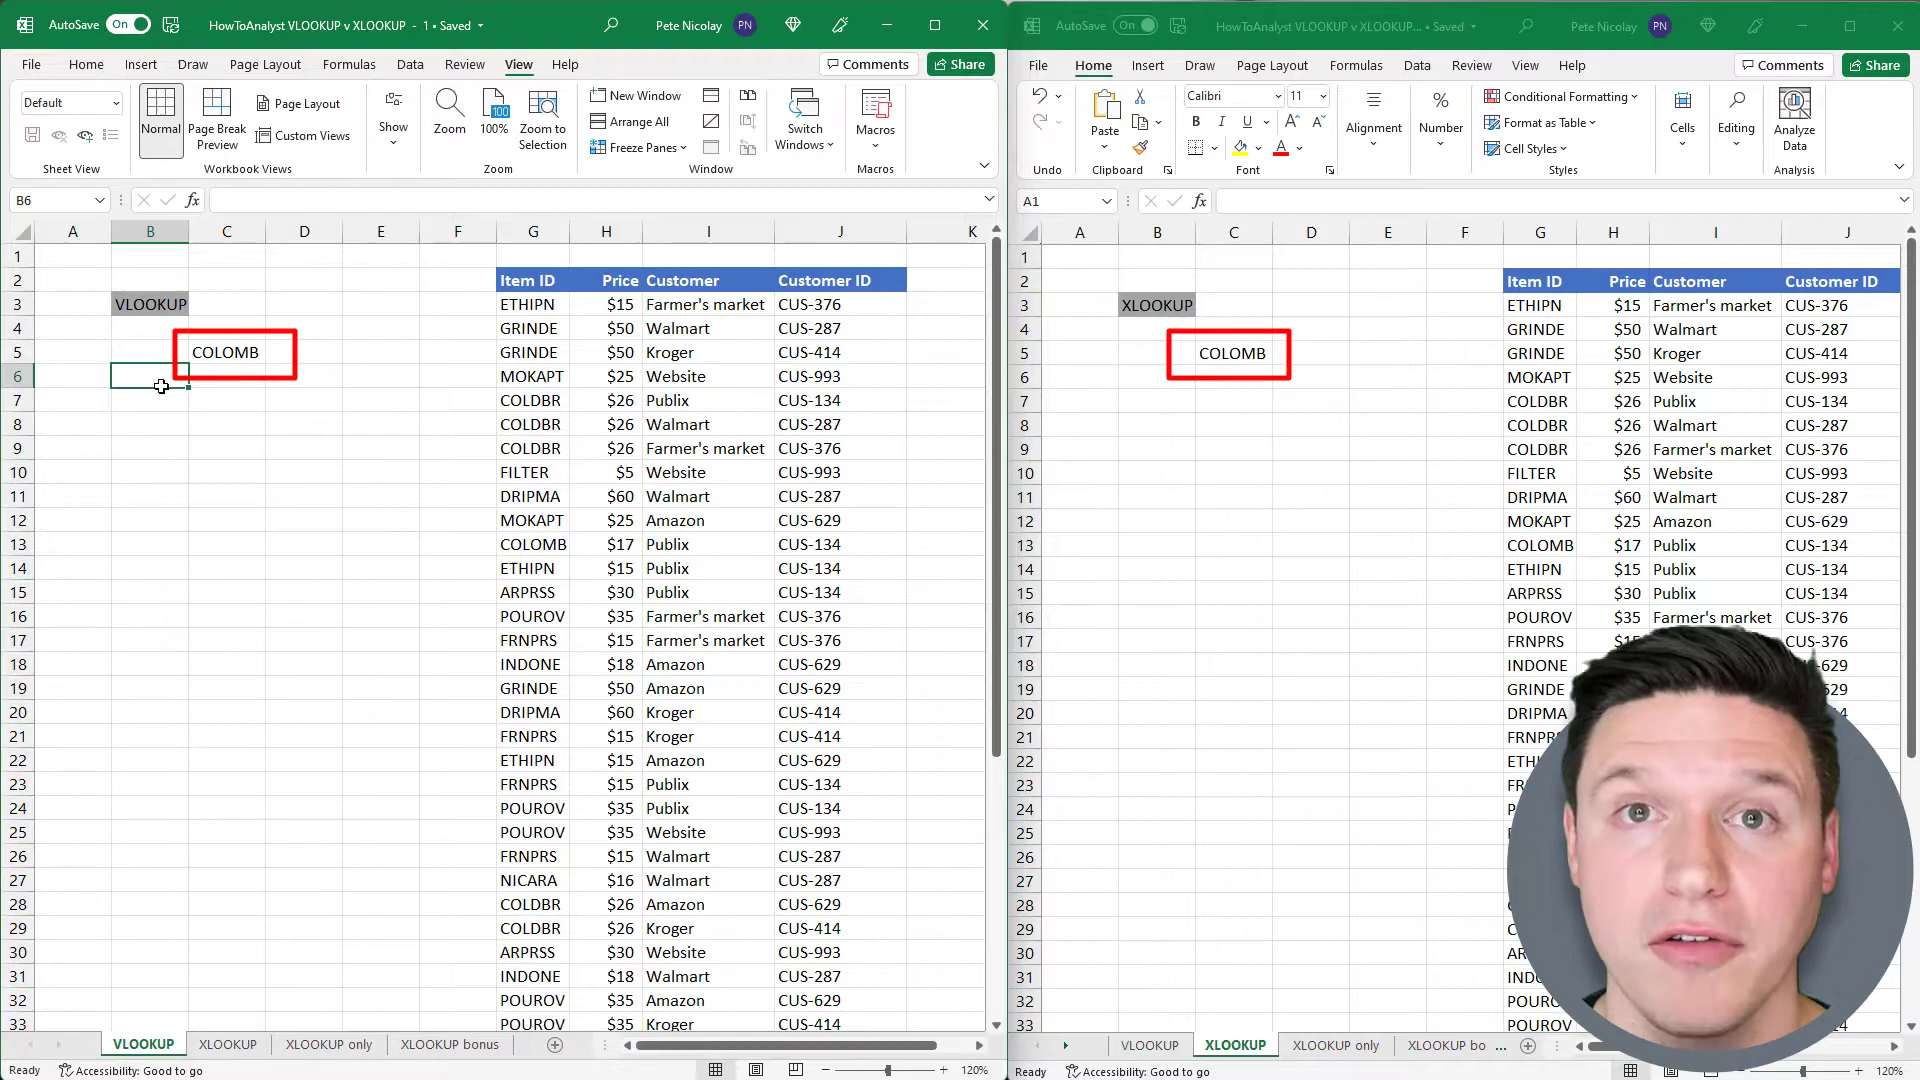 AutoSave On HowToAnalyst VLOOKUP v XLOOKUP - 1 • Saved Pete Nicolay PN
File Home Insert Draw Page Layout Formulas Data Review View Help Comments Share
Default Normal Page Break Preview Page Layout Custom Views Show Zoom 100 100% Zoom to Selection New Window Arrange All Freeze Panes Switch Windows Macros
Sheet View Workbook Views Zoom Window Macros
B6 fx
A B C D E F G H I J K
1
2 Item ID Price Customer Customer ID
3 VLOOKUP ETHIPN $15 Farmer's market CUS-376
4 GRINDE $50 Walmart CUS-287
5 COLOMB GRINDE $50 Kroger CUS-414
6 MOKAPT $25 Website CUS-993
7 COLDBR $26 Publix CUS-134
8 COLDBR $26 Walmart CUS-287
9 COLDBR $26 Farmer's market CUS-376
10 FILTER $5 Website CUS-993
11 DRIPMA $60 Walmart CUS-287
12 MOKAPT $25 Amazon CUS-629
13 COLOMB $17 Publix CUS-134
14 ETHIPN $15 Publix CUS-134
15 ARPRSS $30 Publix CUS-134
16 POUROV $35 Farmer's market CUS-376
17 FRNPRS $15 Farmer's market CUS-376
18 INDONE $18 Amazon CUS-629
19 GRINDE $50 Amazon CUS-629
20 DRIPMA $60 Kroger CUS-414
21 FRNPRS $15 Kroger CUS-414
22 ETHIPN $15 Amazon CUS-629
23 FRNPRS $15 Publix CUS-134
24 POUROV $35 Publix CUS-134
25 POUROV $35 Website CUS-993
26 FRNPRS $15 Walmart CUS-287
27 NICARA $16 Walmart CUS-287
28 COLDBR $26 Amazon CUS-629
29 COLDBR $26 Kroger CUS-414
30 ARPRSS $30 Website CUS-993
31 INDONE $18 Walmart CUS-287
32 POUROV $35 Amazon CUS-629
33 POUROV $35 Kroger CUS-414
VLOOKUP XLOOKUP XLOOKUP only XLOOKUP bonus
Ready Accessibility: Good to go 120%
AutoSave On HowToAnalyst VLOOKUP v XLOOKUP... • Saved Pete Nicolay PN
File Home Insert Draw Page Layout Formulas Data Review View Help Comments Share
Paste Calibri 11 B I U A A A Alignment % Number Conditional Formatting Format as Table Cell Styles Cells Editing Analyze Data
Undo Clipboard Font Styles Analysis
A1 fx
A B C D E F G H I J
1
2 Item ID Price Customer Customer ID
3 XLOOKUP ETHIPN $15 Farmer's market CUS-376
4 GRINDE $50 Walmart CUS-287
5 COLOMB GRINDE $50 Kroger CUS-414
6 MOKAPT $25 Website CUS-993
7 COLDBR $26 Publix CUS-134
8 COLDBR $26 Walmart CUS-287
9 COLDBR $26 Farmer's market CUS-376
10 FILTER $5 Website CUS-993
11 DRIPMA $60 Walmart CUS-287
12 MOKAPT $25 Amazon CUS-629
13 COLOMB $17 Publix CUS-134
14 ETHIPN $15 Publix CUS-134
15 ARPRSS $30 Publix CUS-134
16 POUROV $35 Farmer's market CUS-376
17 FRNPRS CUS-376
18 INDONE
19 GRINDE
20 DRIPMA
21
22
23
24
25
26
27
28
29
30
31
32
33 POUROV
VLOOKUP XLOOKUP XLOOKUP only XLOOKUP bo ...
Ready Accessibility: Good to go 120%